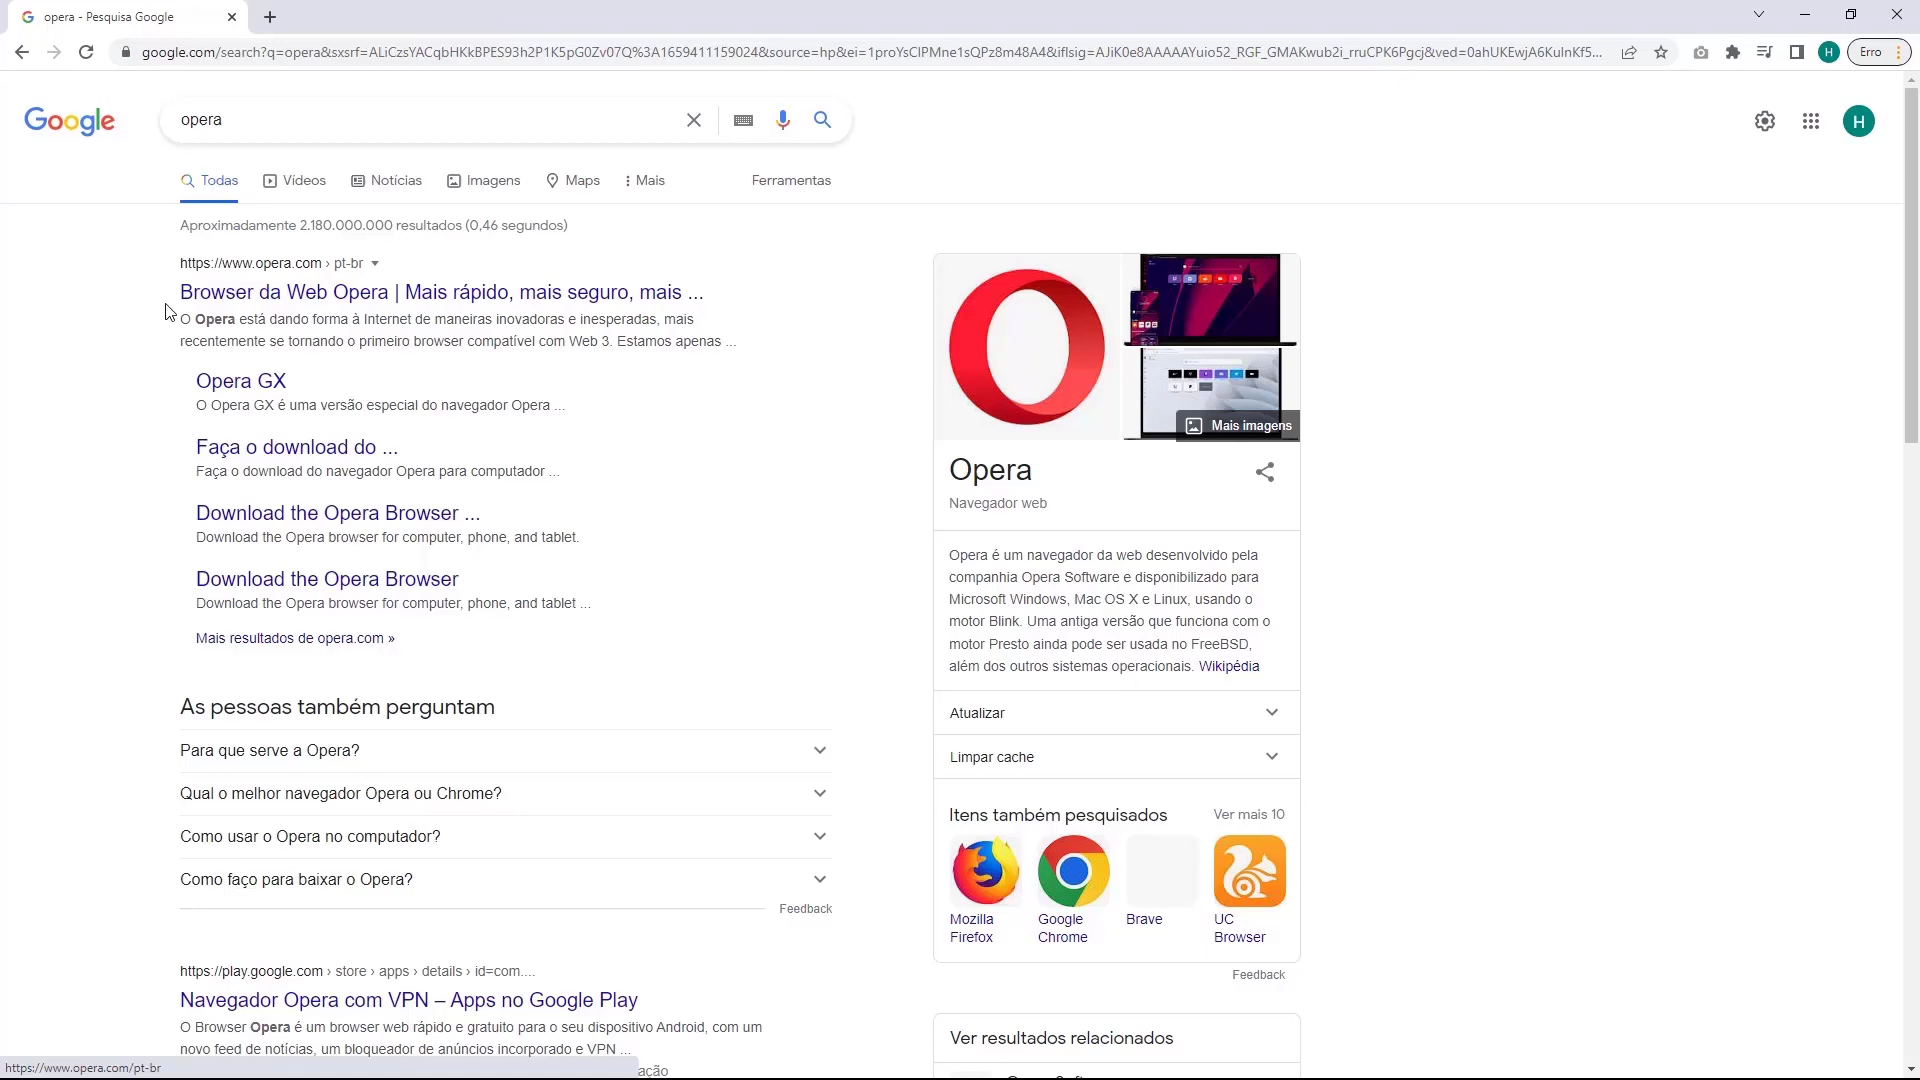 opera - Pesquisa Google
google.com/search?q=opera&sxsrf=ALiCzsYACqbHKkBPES93h2P1K5pG0Zv07Q%3A1659411159024&source=hp&ei=1proYsClPMne1sQPz8m48A4&iflsig=AJiK0e8AAAAAYuio52_RGF_GMAKwub2i_rruCPK6Pgcj&ved=0ahUKEwjA6KulnKf5...
H
Erro
Google
opera
H
Todas
Vídeos
Notícias
Imagens
Maps
Mais
Ferramentas
Aproximadamente 2.180.000.000 resultados (0,46 segundos)
https://www.opera.com › pt-br
Browser da Web Opera | Mais rápido, mais seguro, mais ...
O Opera está dando forma à Internet de maneiras inovadoras e inesperadas, mais
recentemente se tornando o primeiro browser compatível com Web 3. Estamos apenas ...
Opera GX
O Opera GX é uma versão especial do navegador Opera ...
Faça o download do ...
Faça o download do navegador Opera para computador ...
Download the Opera Browser ...
Download the Opera browser for computer, phone, and tablet.
Download the Opera Browser
Download the Opera browser for computer, phone, and tablet ...
Mais resultados de opera.com »
As pessoas também perguntam
Para que serve a Opera?
Qual o melhor navegador Opera ou Chrome?
Como usar o Opera no computador?
Como faço para baixar o Opera?
Feedback
https://play.google.com › store › apps › details › id=com....
Navegador Opera com VPN – Apps no Google Play
O Browser Opera é um browser web rápido e gratuito para o seu dispositivo Android, com um
novo feed de notícias, um bloqueador de anúncios incorporado e VPN ...
ação
https://www.opera.com/pt-br
Mais imagens
Opera
Navegador web
Opera é um navegador da web desenvolvido pela
companhia Opera Software e disponibilizado para
Microsoft Windows, Mac OS X e Linux, usando o
motor Blink. Uma antiga versão que funciona com o
motor Presto ainda pode ser usada no FreeBSD,
além dos outros sistemas operacionais. Wikipédia
Atualizar
Limpar cache
Itens também pesquisados
Ver mais 10
Mozilla
Firefox
Google
Chrome
Brave
UC
Browser
Feedback
Ver resultados relacionados